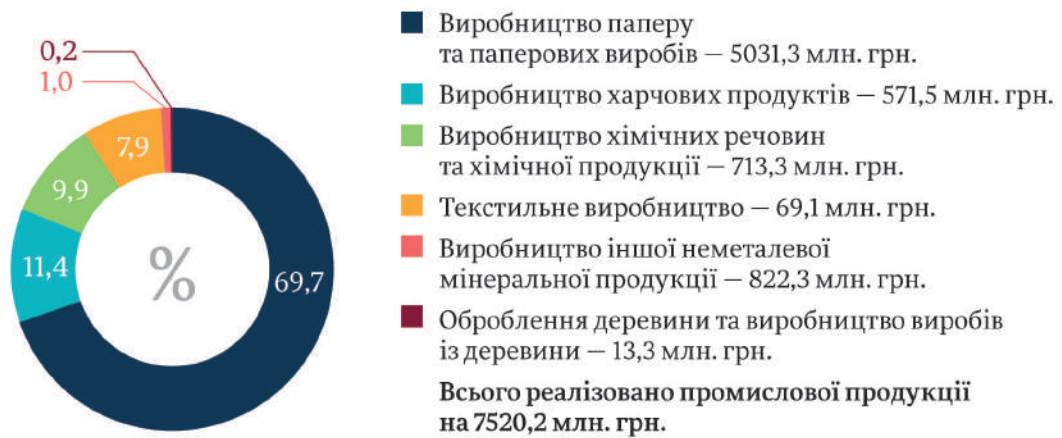 0,2
1,0
7,9
9,9
11,4
69,7
%
Виробництво паперу
та паперових виробів — 5031,3 млн. грн.
Виробництво харчових продуктів — 571,5 млн. грн.
Виробництво хімічних речовин
та хімічної продукції — 713,3 млн. грн.
Текстильне виробництво — 69,1 млн. грн.
Виробництво іншої неметалевої
мінеральної продукції — 822,3 млн. грн.
Оброблення деревини та виробництво виробів
із деревини — 13,3 млн. грн.
Всього реалізовано промислової продукції
на 7520,2 млн. грн.